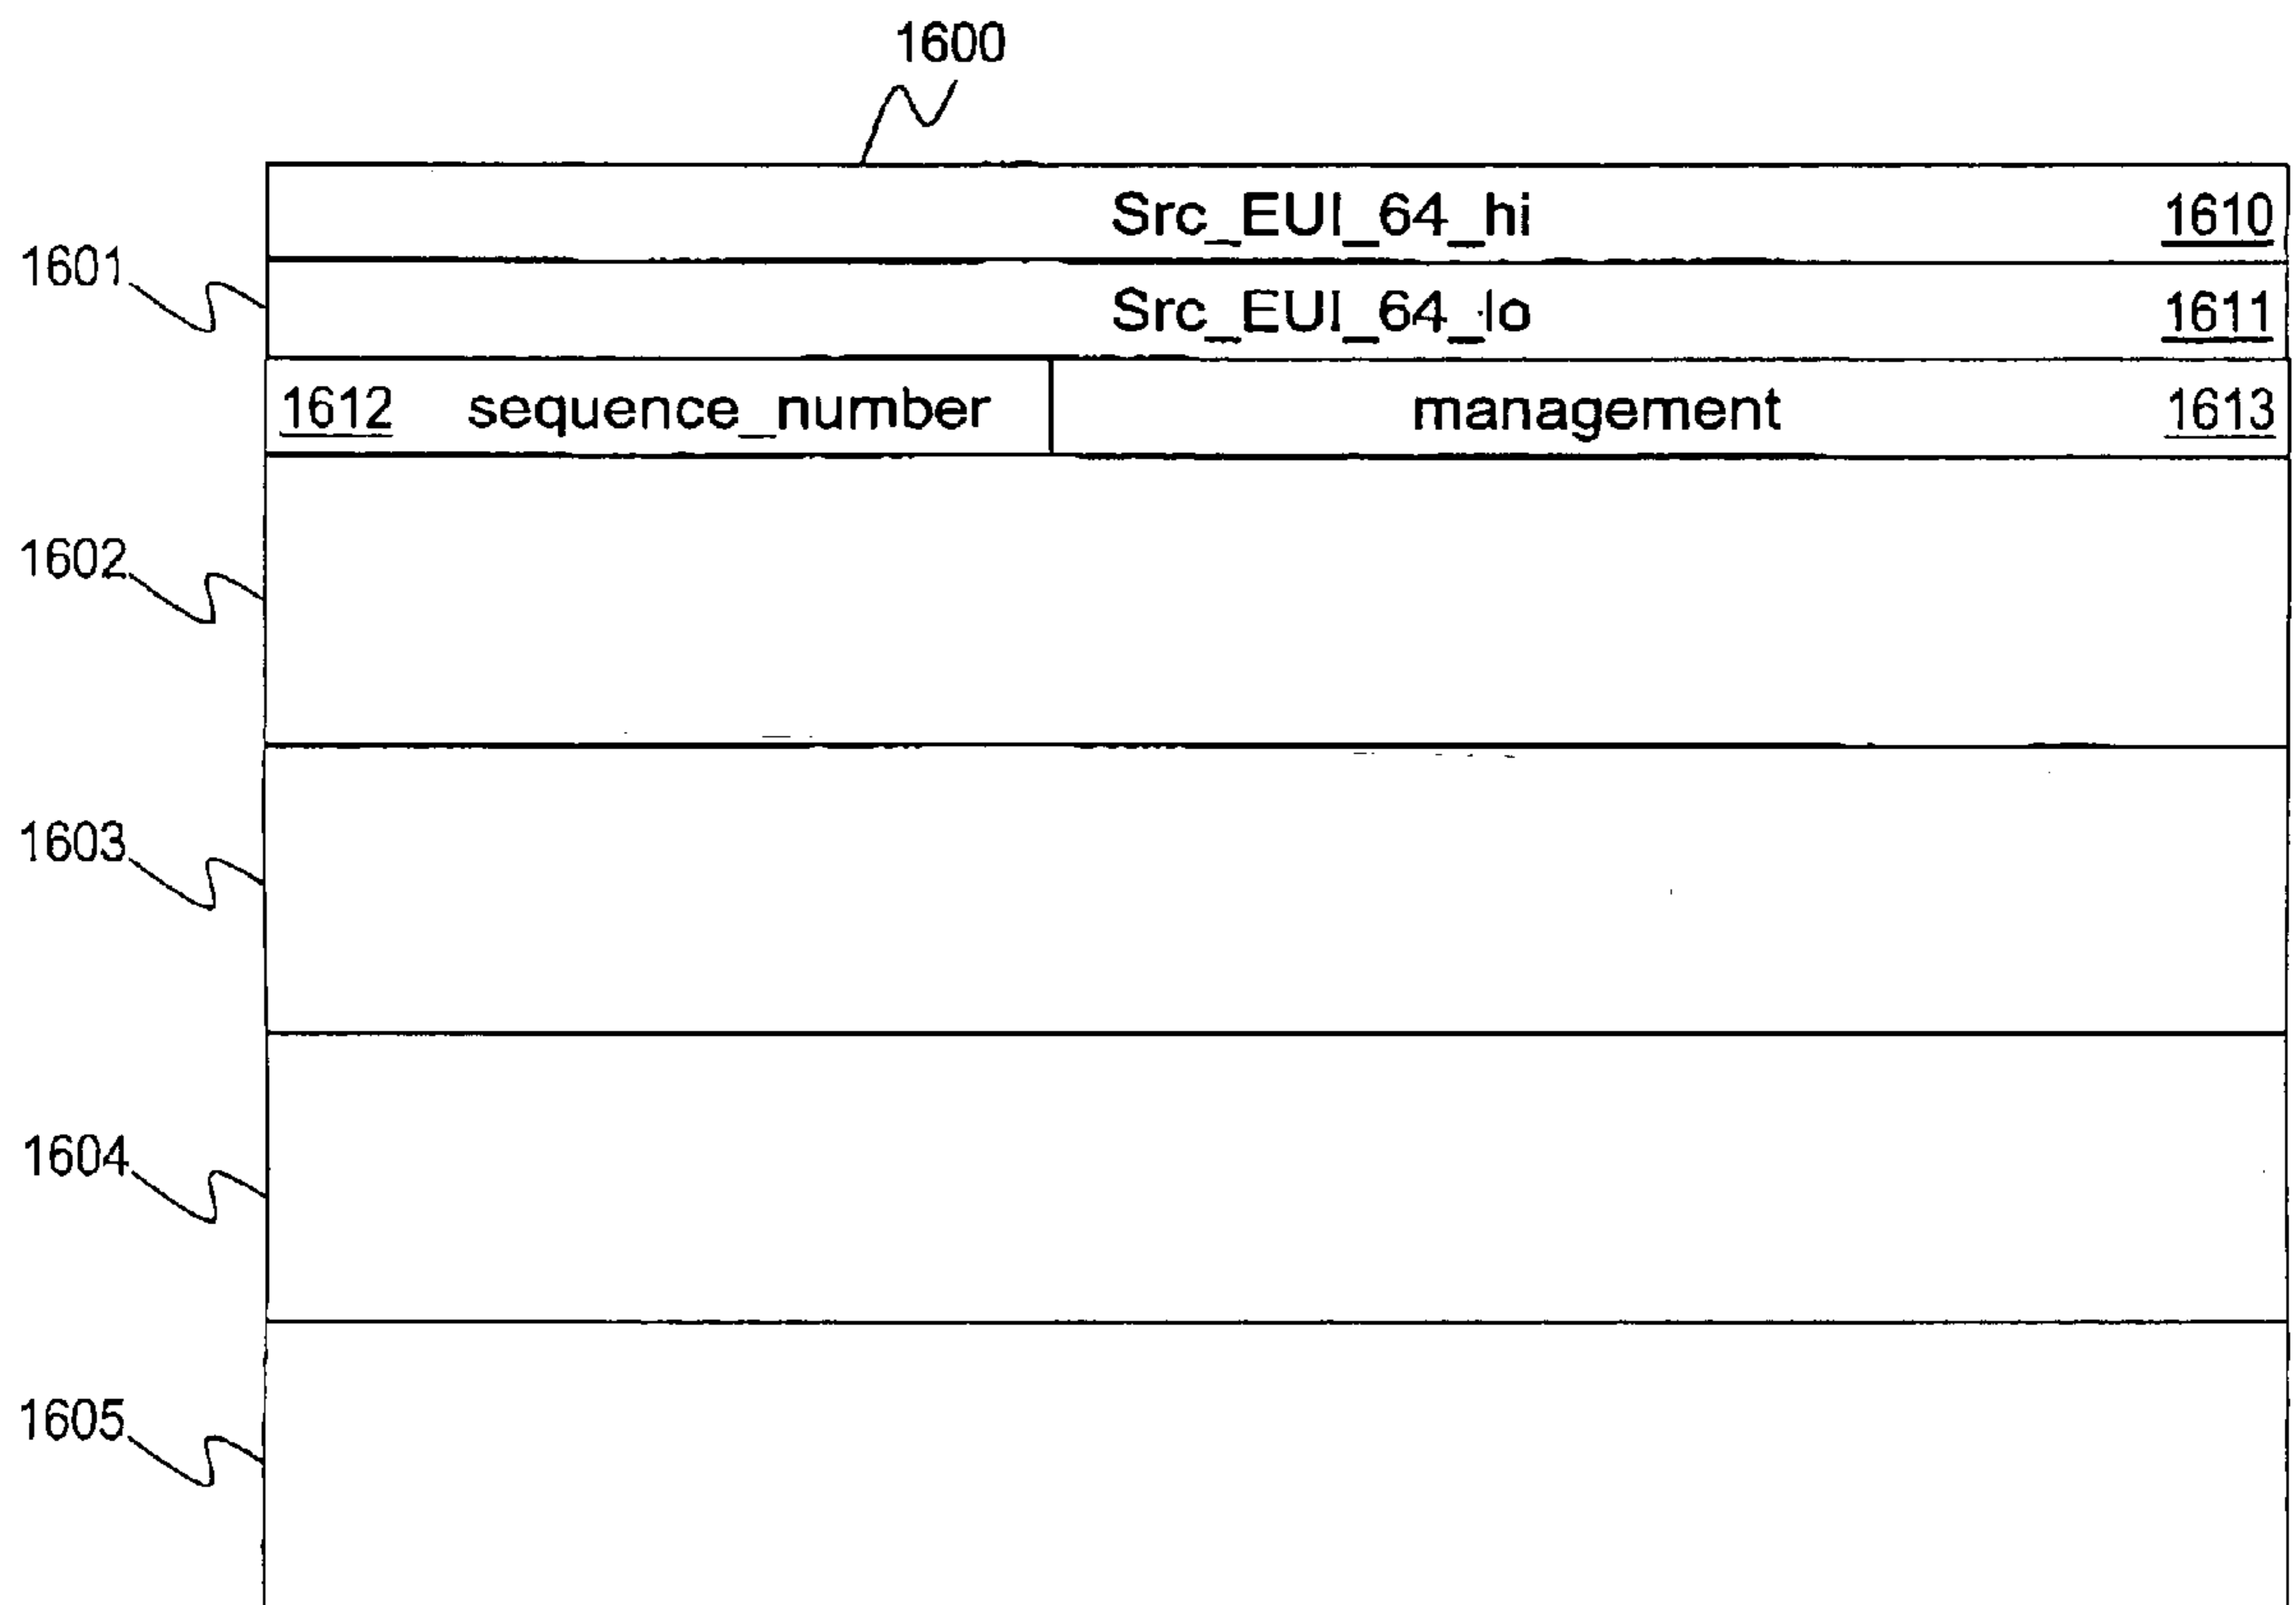 1600
Src_EUI_64_hi 1610
1601
Src_EUI_64_lo 1611
1612 sequence_number management 1613
1602
1603
1604
1605